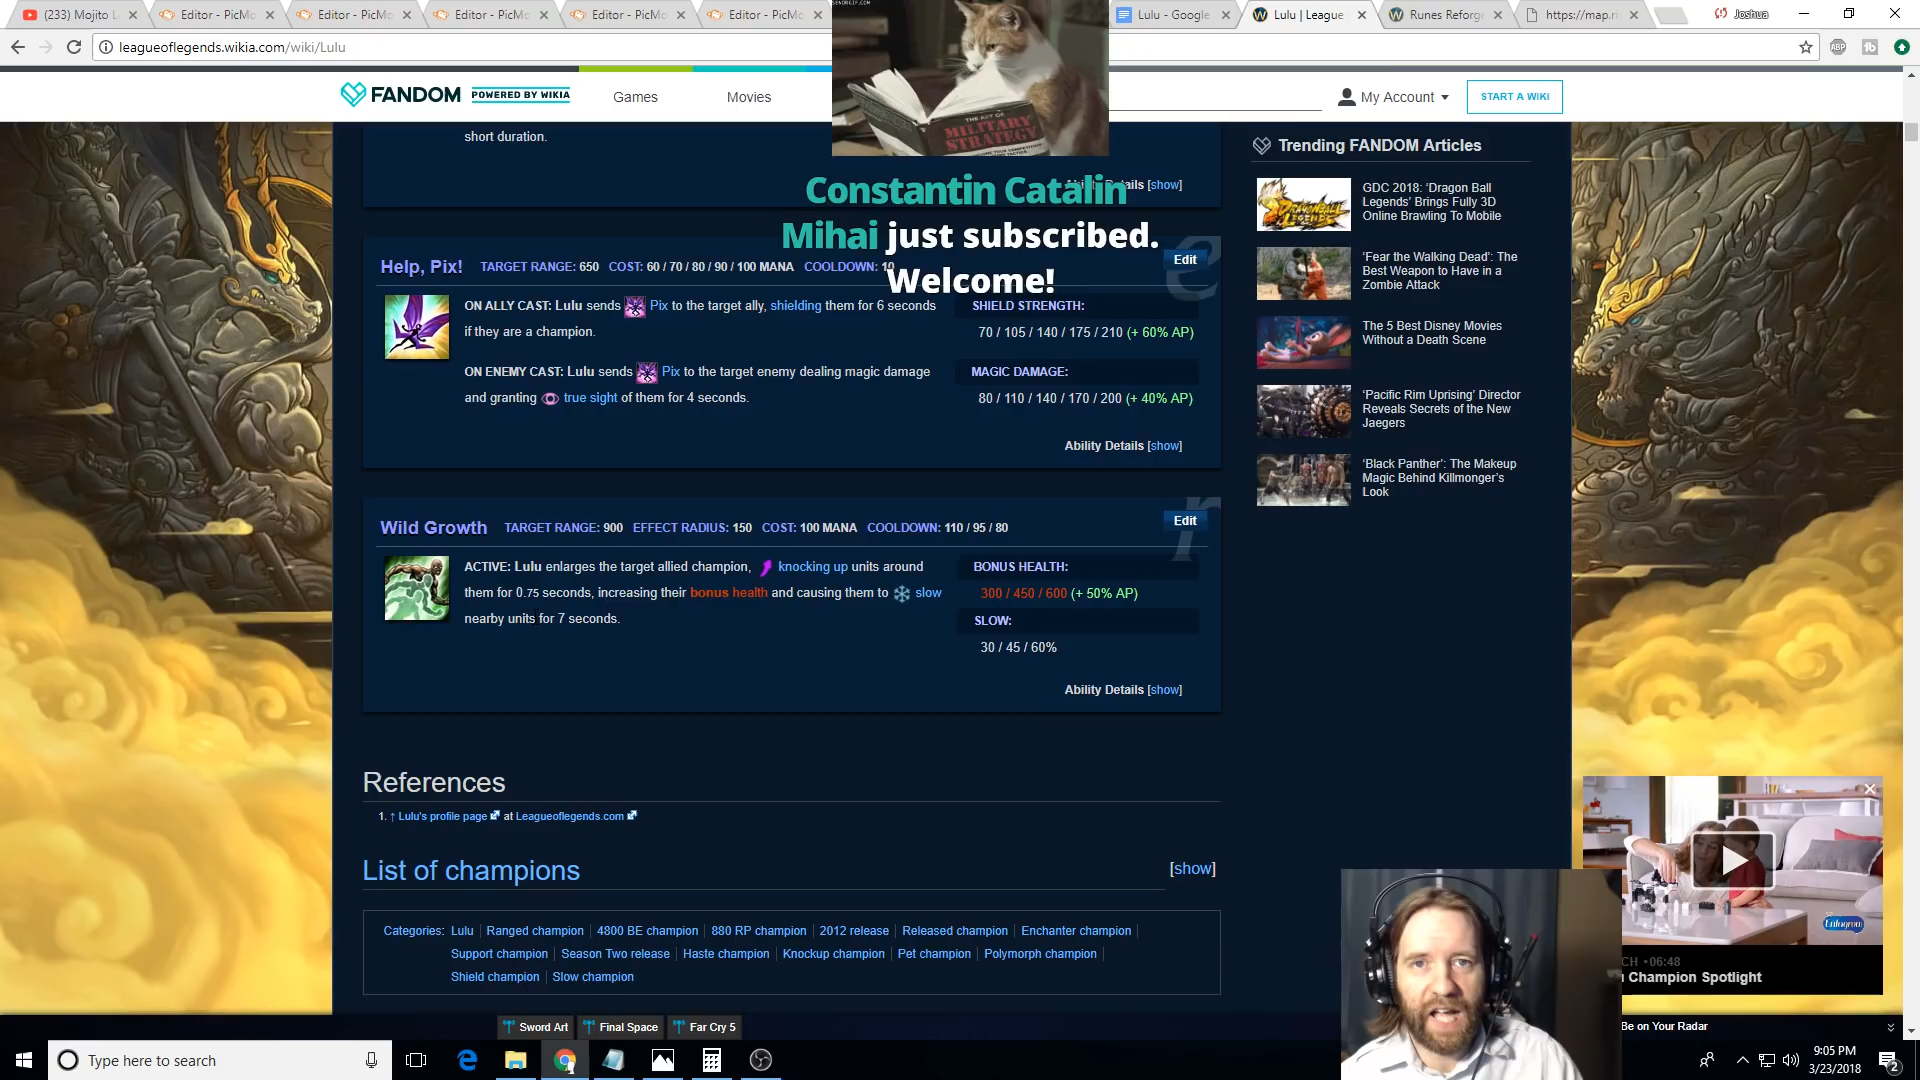 (233) Mojito L
Editor - PicMo
Editor - PicMo
Editor - PicMo
Editor - PicMo
Editor - PicMo
Lulu - Google
Lulu | League
Runes Reforge
https://map.ri
Joshua
leagueoflegends.wikia.com/wiki/Lulu
SENDRGIF.COM
THE ART OF
MILITARY
STRATEGY
FANDOM POWERED BY WIKIA
Games
Movies
My Account
START A WIKI
short duration.
Details [show]
Constantin Catalin
Mihai just subscribed.
Welcome!
Help, Pix! TARGET RANGE: 650 COST: 60 / 70 / 80 / 90 / 100 MANA COOLDOWN: 10
Edit
e
ON ALLY CAST: Lulu sends Pix to the target ally, shielding them for 6 seconds
if they are a champion.
SHIELD STRENGTH:
70 / 105 / 140 / 175 / 210 (+ 60% AP)
ON ENEMY CAST: Lulu sends Pix to the target enemy dealing magic damage
and granting true sight of them for 4 seconds.
MAGIC DAMAGE:
80 / 110 / 140 / 170 / 200 (+ 40% AP)
Ability Details [show]
Wild Growth TARGET RANGE: 900 EFFECT RADIUS: 150 COST: 100 MANA COOLDOWN: 110 / 95 / 80
Edit
r
ACTIVE: Lulu enlarges the target allied champion, knocking up units around
them for 0.75 seconds, increasing their bonus health and causing them to slow
nearby units for 7 seconds.
BONUS HEALTH:
300 / 450 / 600 (+ 50% AP)
SLOW:
30 / 45 / 60%
Ability Details [show]
References
1. ↑ Lulu's profile page at Leagueoflegends.com
List of champions
[show]
Categories: Lulu | Ranged champion | 4800 BE champion | 880 RP champion | 2012 release | Released champion | Enchanter champion |
Support champion | Season Two release | Haste champion | Knockup champion | Pet champion | Polymorph champion |
Shield champion | Slow champion
Trending FANDOM Articles
GDC 2018: ‘Dragon Ball
Legends’ Brings Fully 3D
Online Brawling To Mobile
‘Fear the Walking Dead’: The
Best Weapon to Have in a
Zombie Attack
The 5 Best Disney Movies
Without a Death Scene
‘Pacific Rim Uprising’ Director
Reveals Secrets of the New
Jaegers
‘Black Panther’: The Makeup
Magic Behind Killmonger’s
Look
CH • 06:48
Champion Spotlight
Be on Your Radar
Sword Art
Final Space
Far Cry 5
Type here to search
9:05 PM
3/23/2018
2